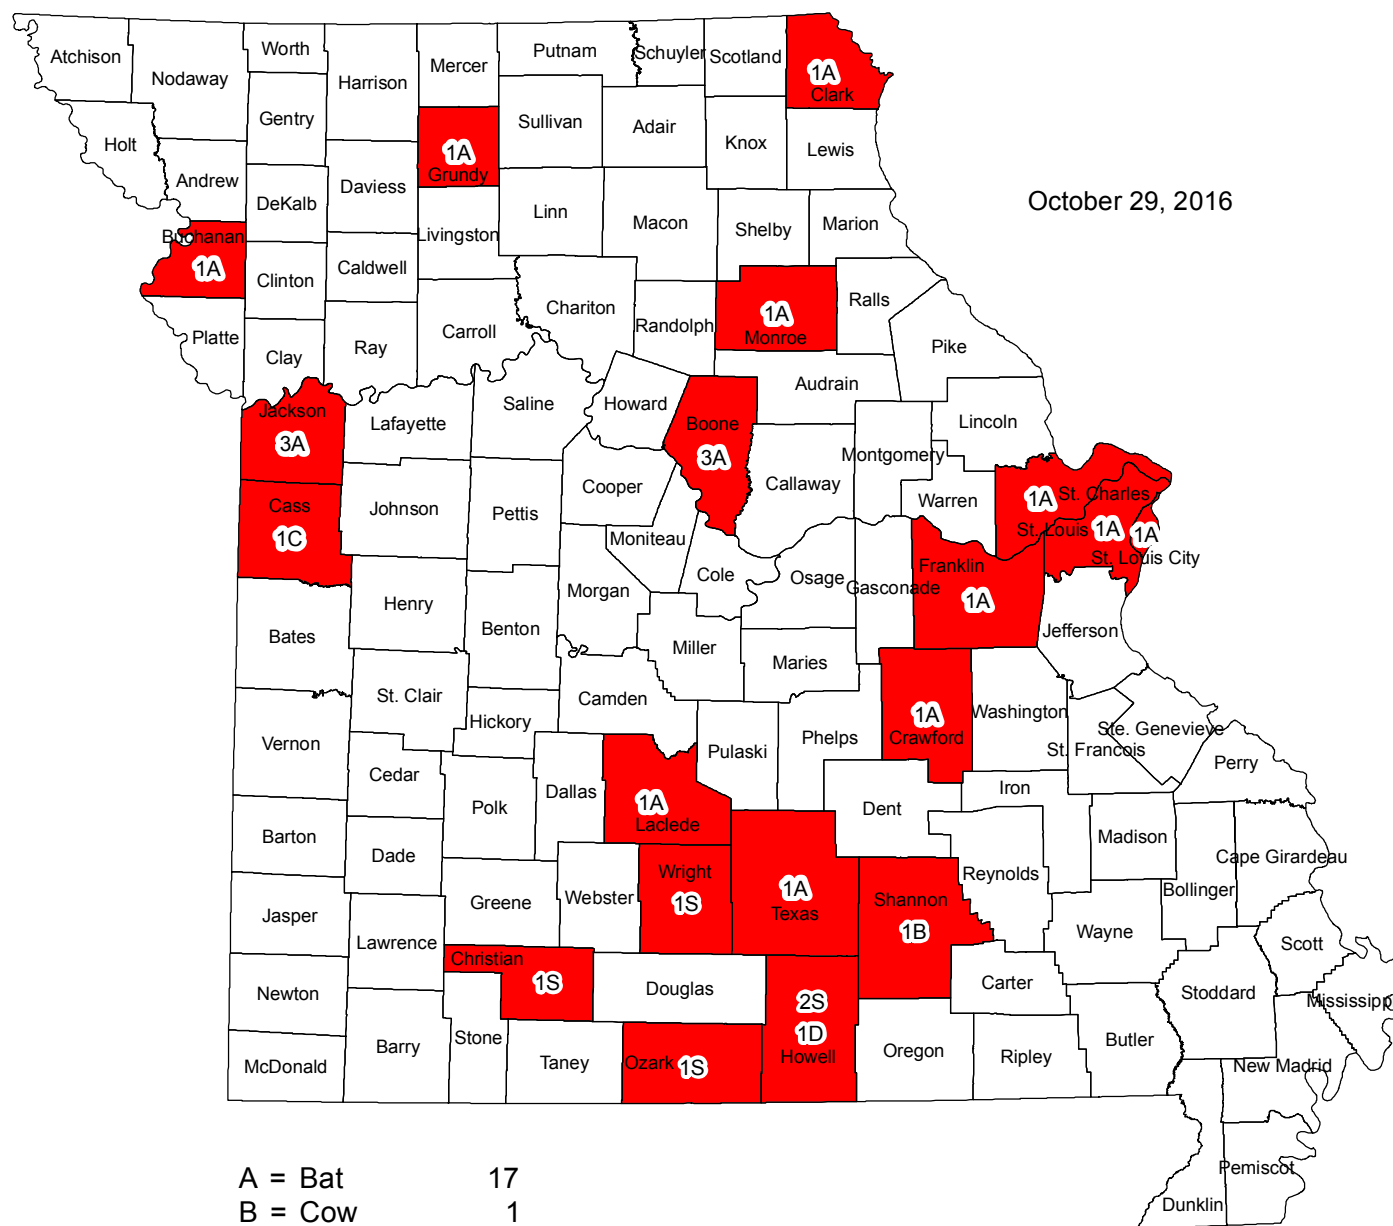 Atchison
Nodaway
Worth
Harrison
Mercer
Putnam
Schuyler
Scotland
1A
Clark
Holt
Gentry
Sullivan
Adair
Knox
Lewis
Andrew
DeKalb
Daviess
1A
Grundy
Linn
Macon
Shelby
Marion
October 29, 2016
Buchanan
1A
Clinton
Caldwell
Livingston
Chariton
Randolph
1A
Monroe
Ralls
Pike
Platte
Clay
Ray
Carroll
Audrain
Jackson
3A
Lafayette
Saline
Howard
Boone
3A
Callaway
Montgomery
Lincoln
Warren
1A
St. Charles
St. Louis
1A
1A
St. Louis City
Cass
1C
Johnson
Pettis
Cooper
Moniteau
Cole
Osage
Gasconade
Franklin
1A
Jefferson
Bates
Henry
Benton
Morgan
Miller
Maries
St. Clair
Hickory
Camden
Pulaski
Phelps
1A
Crawford
Washington
St. Francois
Ste. Genevieve
Perry
Vernon
Cedar
Polk
Dallas
1A
Laclede
Dent
Iron
Madison
Barton
Dade
Greene
Webster
Wright
1S
1A
Texas
Shannon
1B
Reynolds
Bollinger
Cape Girardeau
Jasper
Lawrence
Christian
1S
Douglas
2S
1D
Howell
Carter
Wayne
Stoddard
Scott
Mississippi
Newton
McDonald
Barry
Stone
Taney
Ozark
1S
Oregon
Ripley
Butler
New Madrid
Pemiscot
Dunklin
A = Bat 17
B = Cow 1